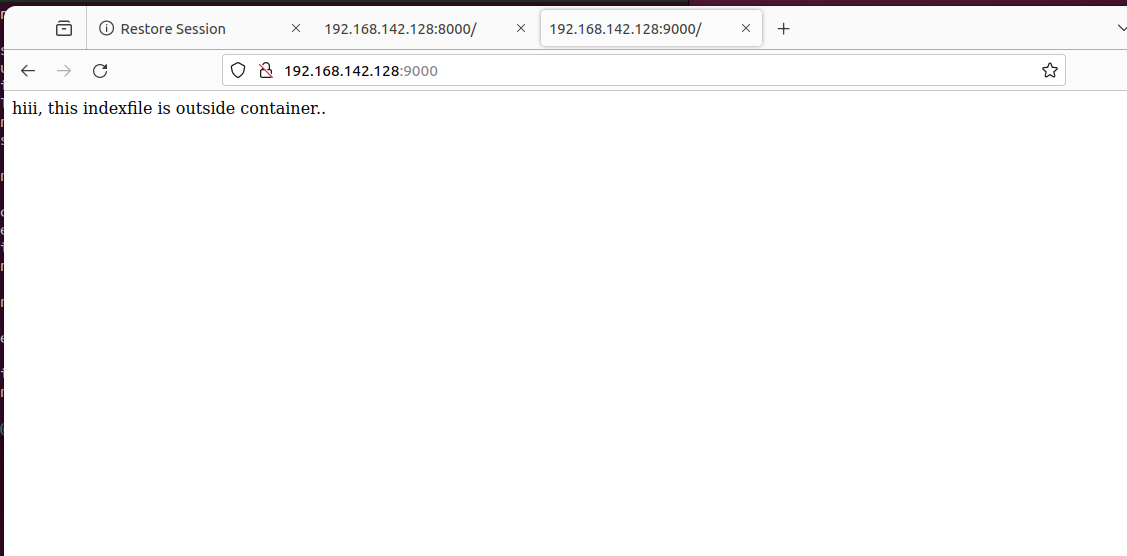 Restore Session
192.168.142.128:8000/
192.168.142.128:9000/
192.168.142.128:9000
hiii, this indexfile is outside container..